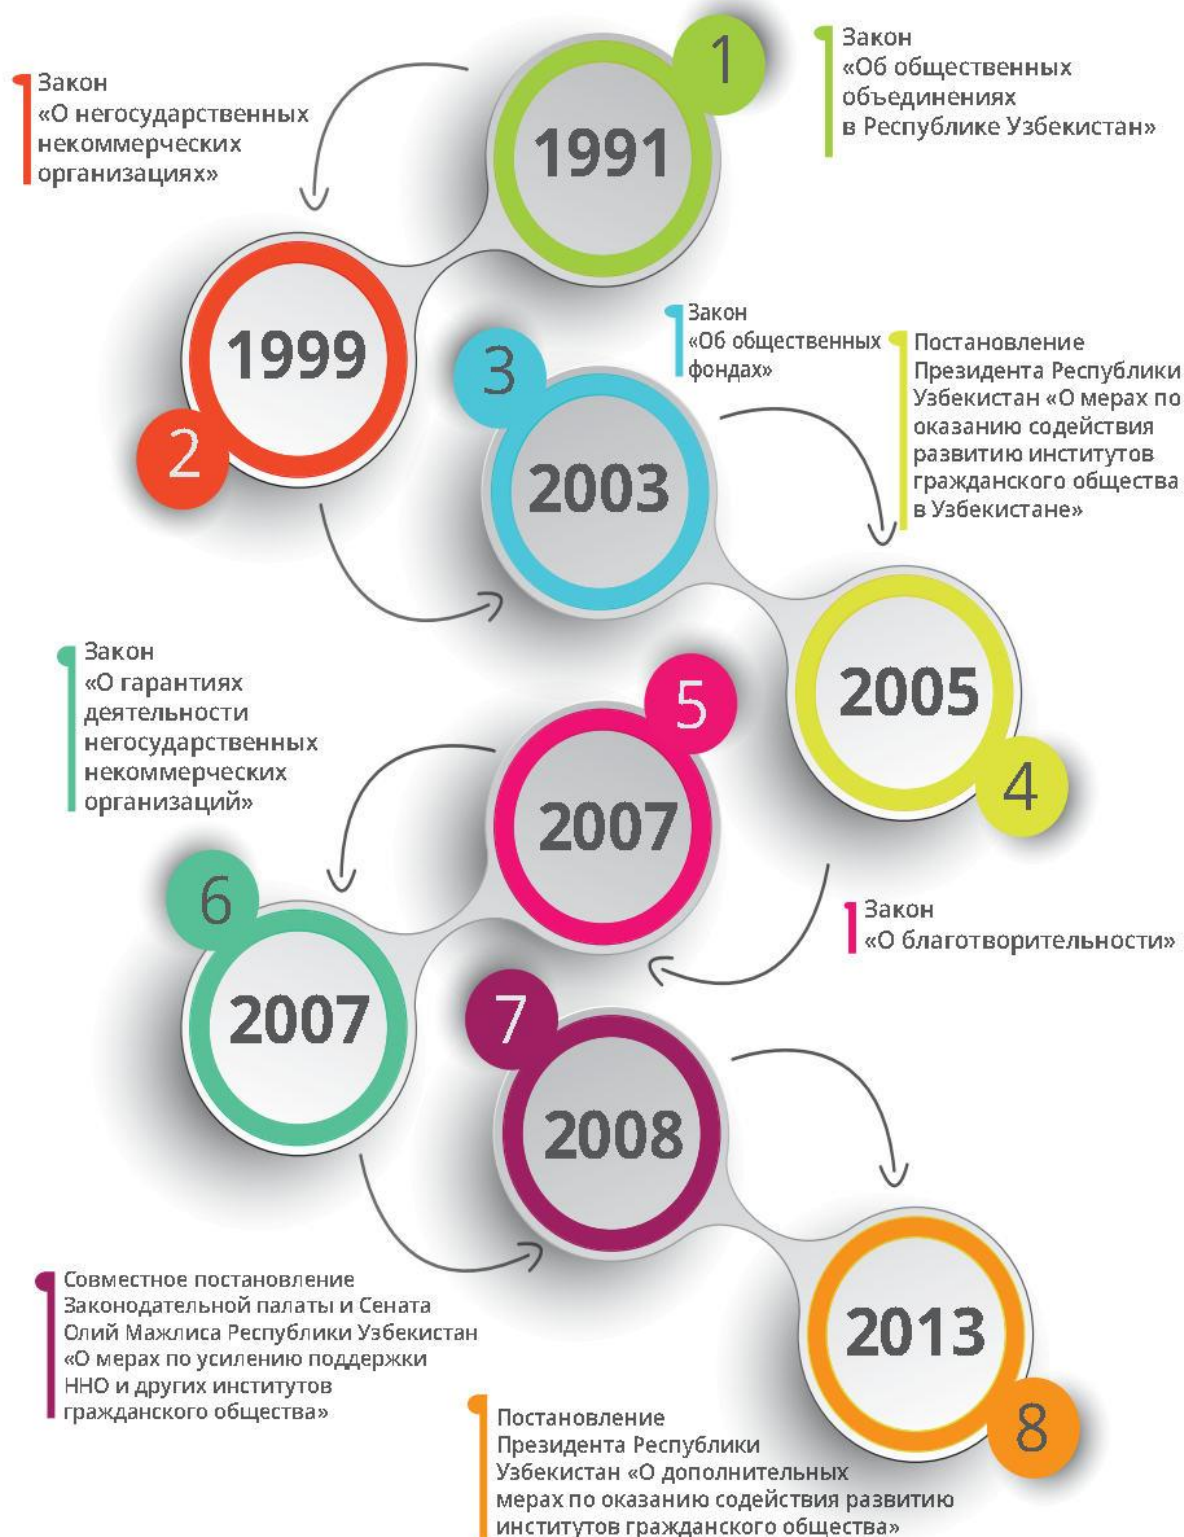 1
Закон
«Об общественных
объединениях
в Республике Узбекистан»
1991
Закон
«О негосударственных
некоммерческих
организациях»
1999
2
3
Закон
«Об общественных
фондах»
2003
Постановление
Президента Республики
Узбекистан «О мерах по
оказанию содействия
развитию институтов
гражданского общества
в Узбекистане»
2005
4
5
2007
Закон
«О благотворительности»
Закон
«О гарантиях
деятельности
негосударственных
некоммерческих
организаций»
6
2007
7
2008
Совместное постановление
Законодательной палаты и Сената
Олий Мажлиса Республики Узбекистан
«О мерах по усилению поддержки
ННО и других институтов
гражданского общества»
2013
8
Постановление
Президента Республики
Узбекистан «О дополнительных
мерах по оказанию содействия развитию
институтов гражданского общества»